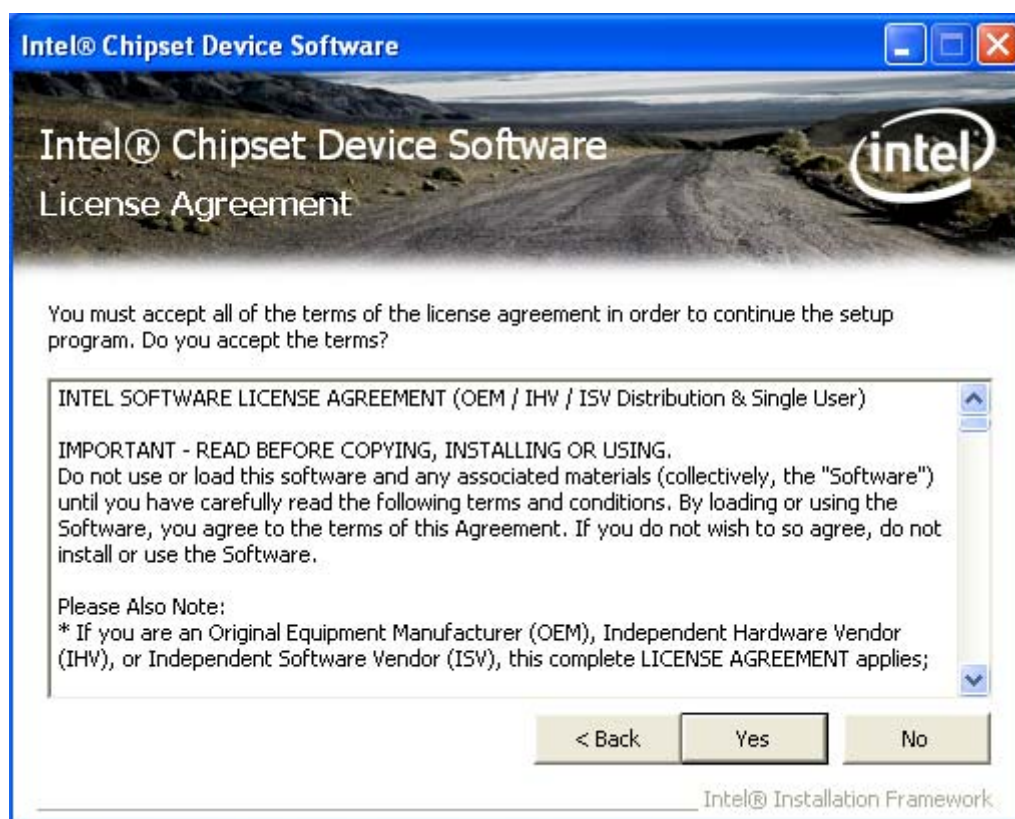 Intel® Chipset Device Software
Intel® Chipset Device Software
intel
License Agreement
You must accept all of the terms of the license agreement in order to continue the setup
program. Do you accept the terms?
INTEL SOFTWARE LICENSE AGREEMENT (OEM / IHV / ISV Distribution & Single User)
IMPORTANT - READ BEFORE COPYING, INSTALLING OR USING.
Do not use or load this software and any associated materials (collectively, the "Software")
until you have carefully read the following terms and conditions. By loading or using the
Software, you agree to the terms of this Agreement. If you do not wish to so agree, do not
install or use the Software.
Please Also Note:
* If you are an Original Equipment Manufacturer (OEM), Independent Hardware Vendor
(IHV), or Independent Software Vendor (ISV), this complete LICENSE AGREEMENT applies;
< Back
Yes
No
Intel® Installation Framework